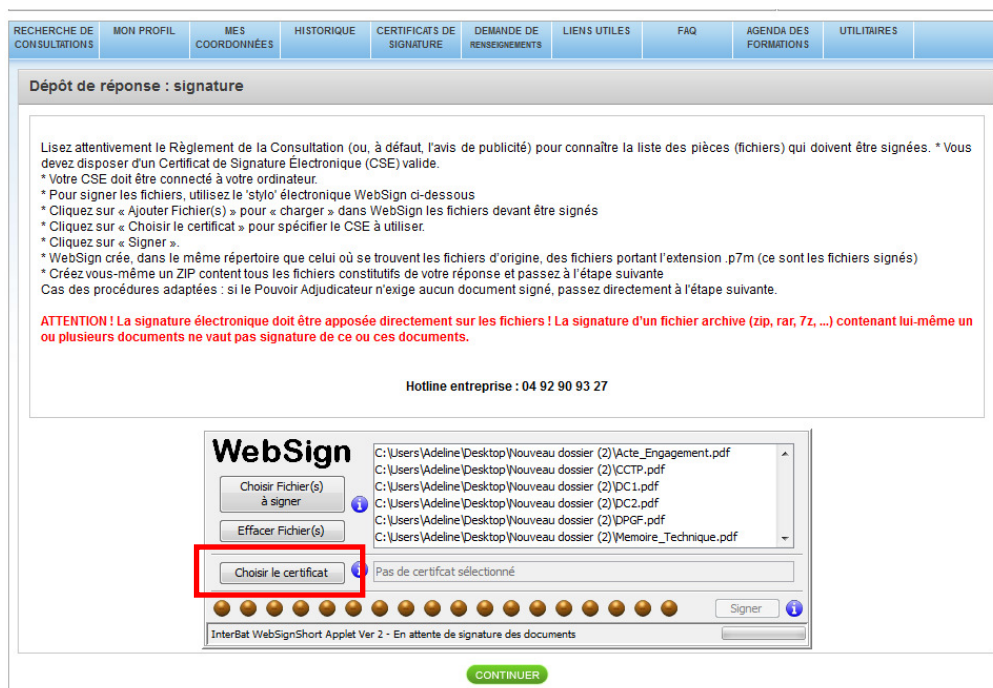 RECHERCHE DE CONSULTATIONS
MON PROFIL
MES COORDONNÉES
HISTORIQUE
CERTIFICATS DE SIGNATURE
DEMANDE DE RENSEIGNEMENTS
LIENS UTILES
FAQ
AGENDA DES FORMATIONS
UTILITAIRES
Dépôt de réponse : signature
Lisez attentivement le Règlement de la Consultation (ou, à défaut, l'avis de publicité) pour connaître la liste des pièces (fichiers) qui doivent être signées. * Vous
devez disposer d'un Certificat de Signature Électronique (CSE) valide.
* Votre CSE doit être connecté à votre ordinateur.
* Pour signer les fichiers, utilisez le 'stylo' électronique WebSign ci-dessous
* Cliquez sur « Ajouter Fichier(s) » pour « charger » dans WebSign les fichiers devant être signés
* Cliquez sur « Choisir le certificat » pour spécifier le CSE à utiliser.
* Cliquez sur « Signer ».
* WebSign crée, dans le même répertoire que celui où se trouvent les fichiers d'origine, des fichiers portant l'extension .p7m (ce sont les fichiers signés)
* Créez vous-même un ZIP content tous les fichiers constitutifs de votre réponse et passez à l'étape suivante
Cas des procédures adaptées : si le Pouvoir Adjudicateur n'exige aucun document signé, passez directement à l'étape suivante.
ATTENTION ! La signature électronique doit être apposée directement sur les fichiers ! La signature d'un fichier archive (zip, rar, 7z, ...) contenant lui-même un
ou plusieurs documents ne vaut pas signature de ce ou ces documents.
Hotline entreprise : 04 92 90 93 27
WebSign
Choisir Fichier(s)
à signer
Effacer Fichier(s)
C:\Users\Adeline\Desktop\Nouveau dossier (2)\Acte_Engagement.pdf
C:\Users\Adeline\Desktop\Nouveau dossier (2)\CCTP.pdf
C:\Users\Adeline\Desktop\Nouveau dossier (2)\DC1.pdf
C:\Users\Adeline\Desktop\Nouveau dossier (2)\DC2.pdf
C:\Users\Adeline\Desktop\Nouveau dossier (2)\DPGF.pdf
C:\Users\Adeline\Desktop\Nouveau dossier (2)\Memoire_Technique.pdf
Choisir le certificat
Pas de certifcat sélectionné
Signer
InterBat WebSignShort Applet Ver 2 - En attente de signature des documents
CONTINUER